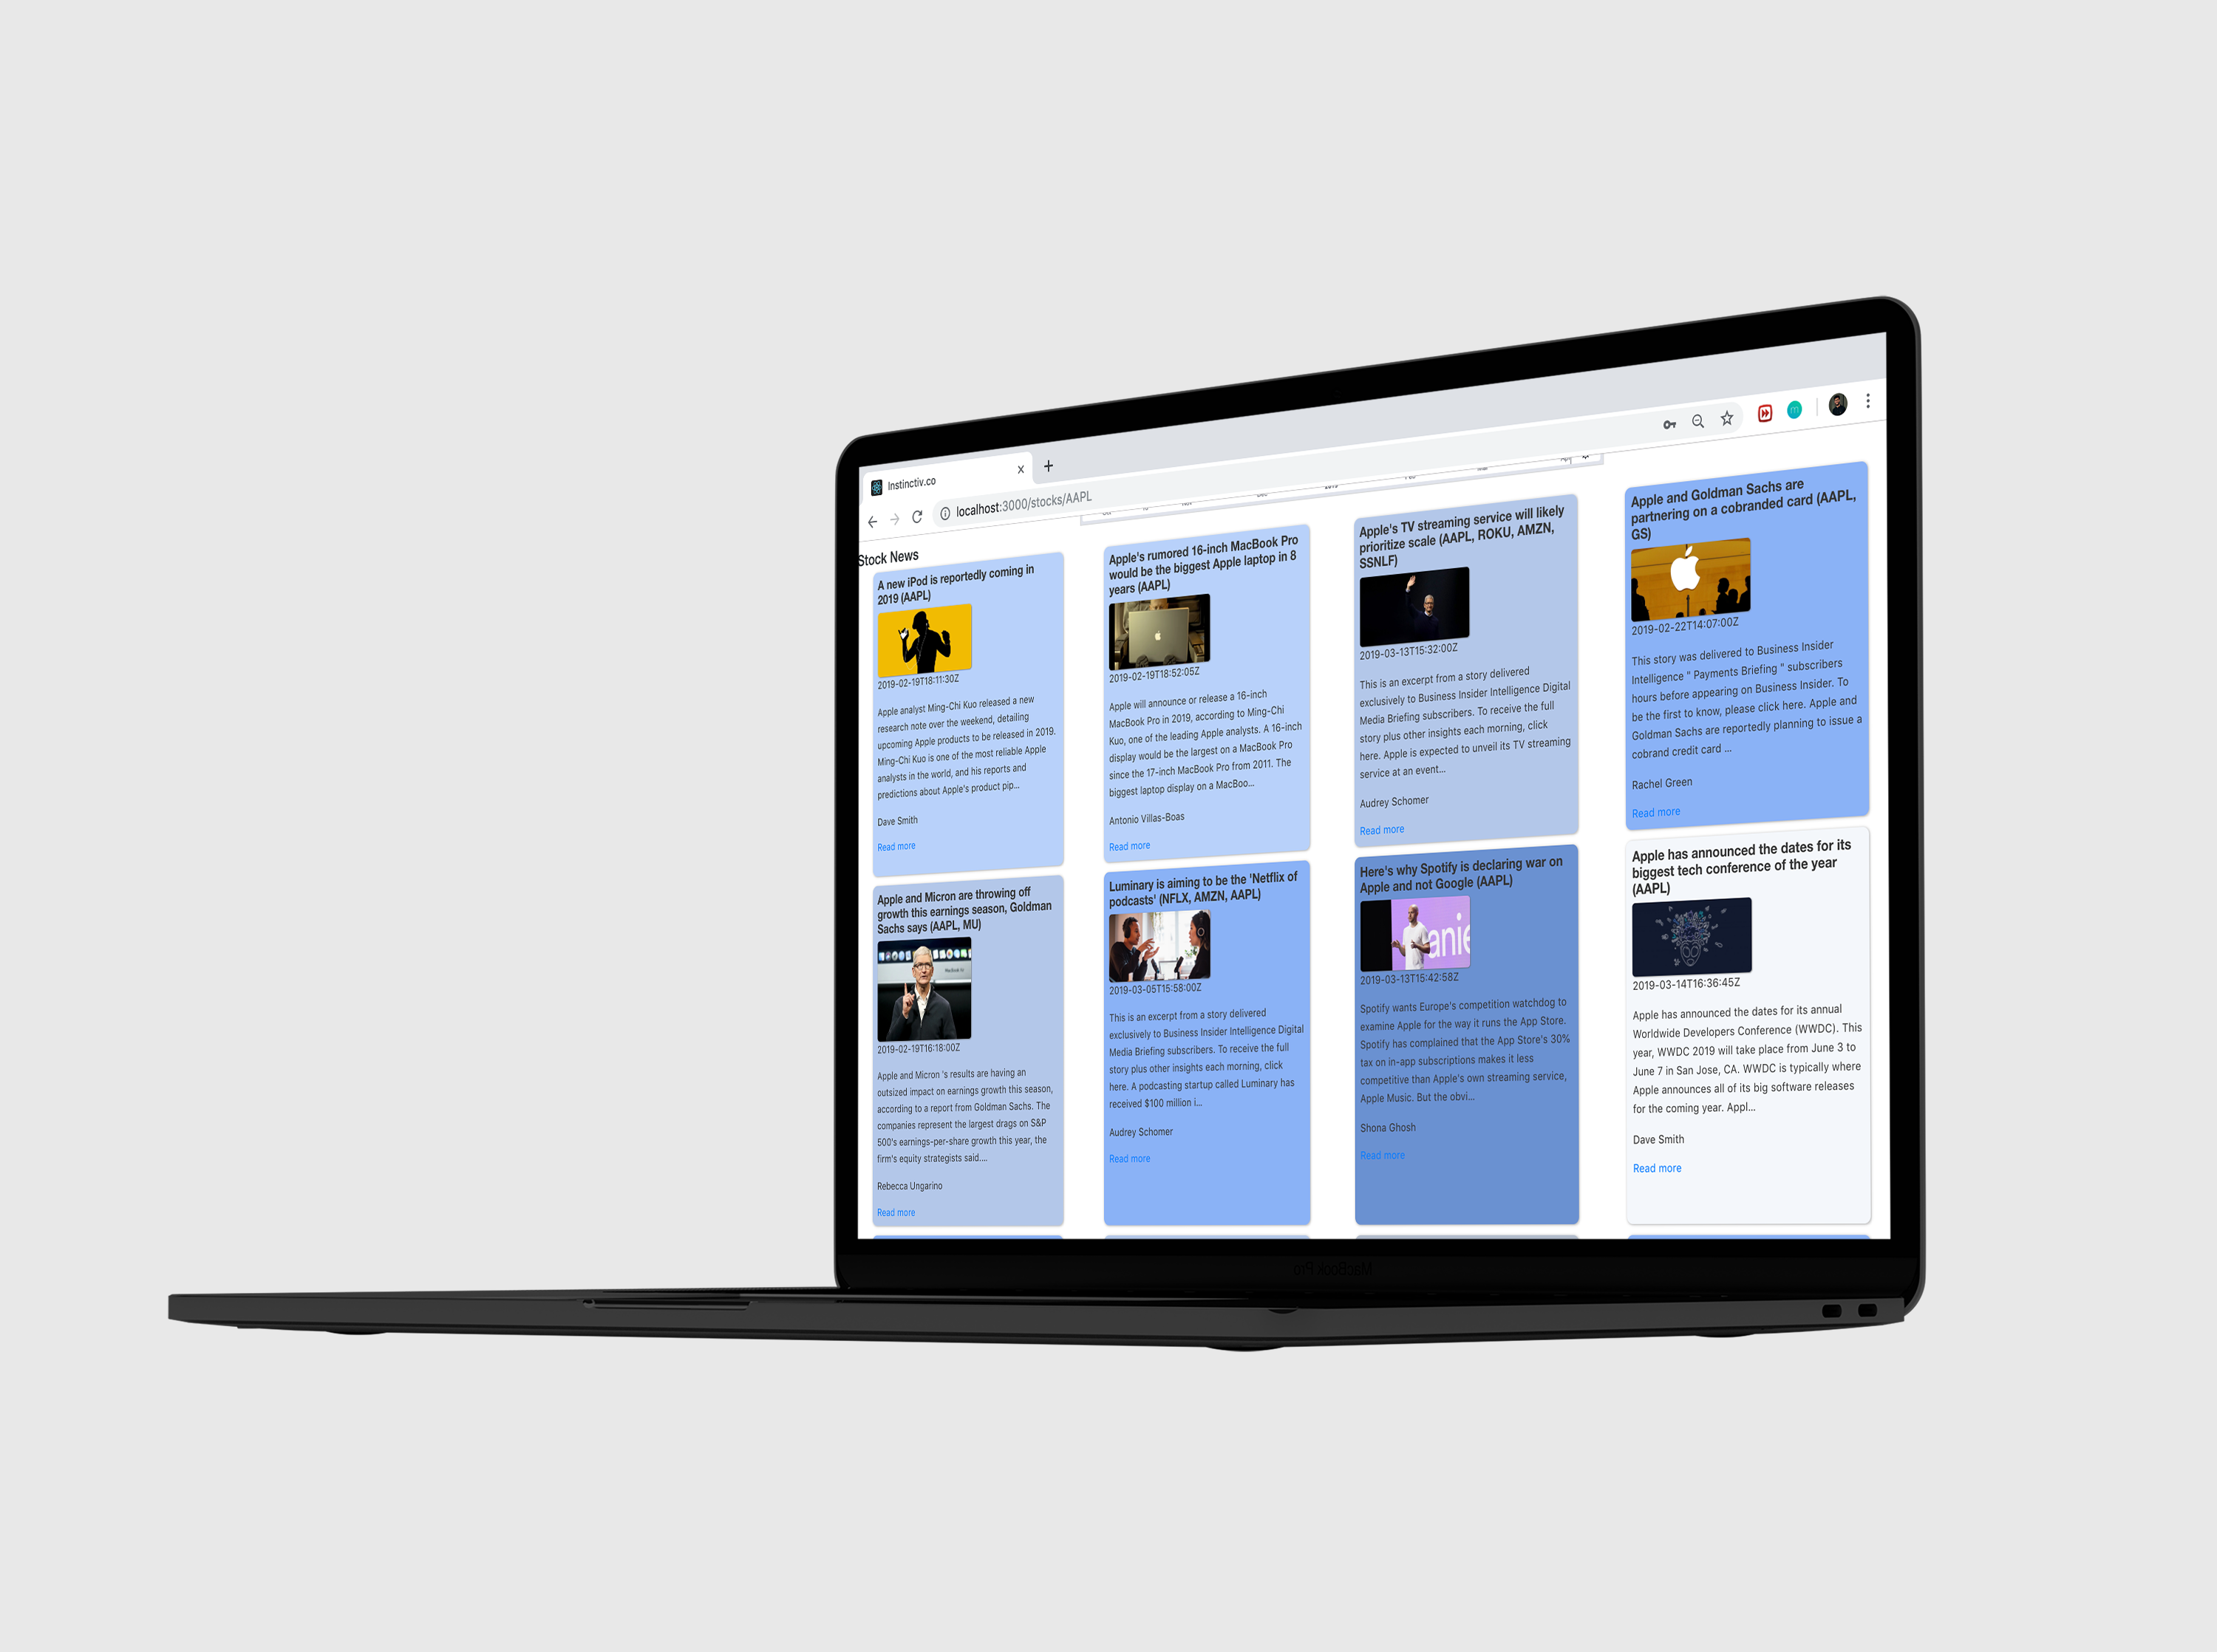 Instinctiv.co
localhost:3000/stocks/AAPL
Stock News
A new iPod is reportedly coming in
2019 (AAPL)
2019-02-19T18:11:30Z
Apple analyst Ming-Chi Kuo released a new
research note over the weekend, detailing
upcoming Apple products to be released in 2019.
Ming-Chi Kuo is one of the most reliable Apple
analysts in the world, and his reports and
predictions about Apple's product pip...
Dave Smith
Read more
Apple's rumored 16-inch MacBook Pro
would be the biggest Apple laptop in 8
years (AAPL)
2019-02-19T18:52:05Z
Apple will announce or release a 16-inch
MacBook Pro in 2019, according to Ming-Chi
Kuo, one of the leading Apple analysts. A 16-inch
display would be the largest on a MacBook Pro
since the 17-inch MacBook Pro from 2011. The
biggest laptop display on a MacBoo...
Antonio Villas-Boas
Read more
Apple's TV streaming service will likely
prioritize scale (AAPL, ROKU, AMZN,
SSNLF)
2019-03-13T15:32:00Z
This is an excerpt from a story delivered
exclusively to Business Insider Intelligence Digital
Media Briefing subscribers. To receive the full
story plus other insights each morning, click
here. Apple is expected to unveil its TV streaming
service at an event...
Audrey Schomer
Read more
Apple and Goldman Sachs are
partnering on a cobranded card (AAPL,
GS)
2019-02-22T14:07:00Z
This story was delivered to Business Insider
Intelligence " Payments Briefing " subscribers
hours before appearing on Business Insider. To
be the first to know, please click here. Apple and
Goldman Sachs are reportedly planning to issue a
cobrand credit card ...
Rachel Green
Read more
Apple and Micron are throwing off
growth this earnings season, Goldman
Sachs says (AAPL, MU)
2019-02-19T16:18:00Z
Apple and Micron 's results are having an
outsized impact on earnings growth this season,
according to a report from Goldman Sachs. The
companies represent the largest drags on S&P
500's earnings-per-share growth this year, the
firm's equity strategists said....
Rebecca Ungarino
Read more
Luminary is aiming to be the 'Netflix of
podcasts' (NFLX, AMZN, AAPL)
2019-03-05T15:58:00Z
This is an excerpt from a story delivered
exclusively to Business Insider Intelligence Digital
Media Briefing subscribers. To receive the full
story plus other insights each morning, click
here. A podcasting startup called Luminary has
received $100 million i...
Audrey Schomer
Read more
Here's why Spotify is declaring war on
Apple and not Google (AAPL)
anie
2019-03-13T15:42:58Z
Spotify wants Europe's competition watchdog to
examine Apple for the way it runs the App Store.
Spotify has complained that the App Store's 30%
tax on in-app subscriptions makes it less
competitive than Apple's own streaming service,
Apple Music. But the obvi...
Shona Ghosh
Read more
Apple has announced the dates for its
biggest tech conference of the year
(AAPL)
2019-03-14T16:36:45Z
Apple has announced the dates for its annual
Worldwide Developers Conference (WWDC). This
year, WWDC 2019 will take place from June 3 to
June 7 in San Jose, CA. WWDC is typically where
Apple announces all of its big software releases
for the coming year. Appl...
Dave Smith
Read more
MacBook Pro